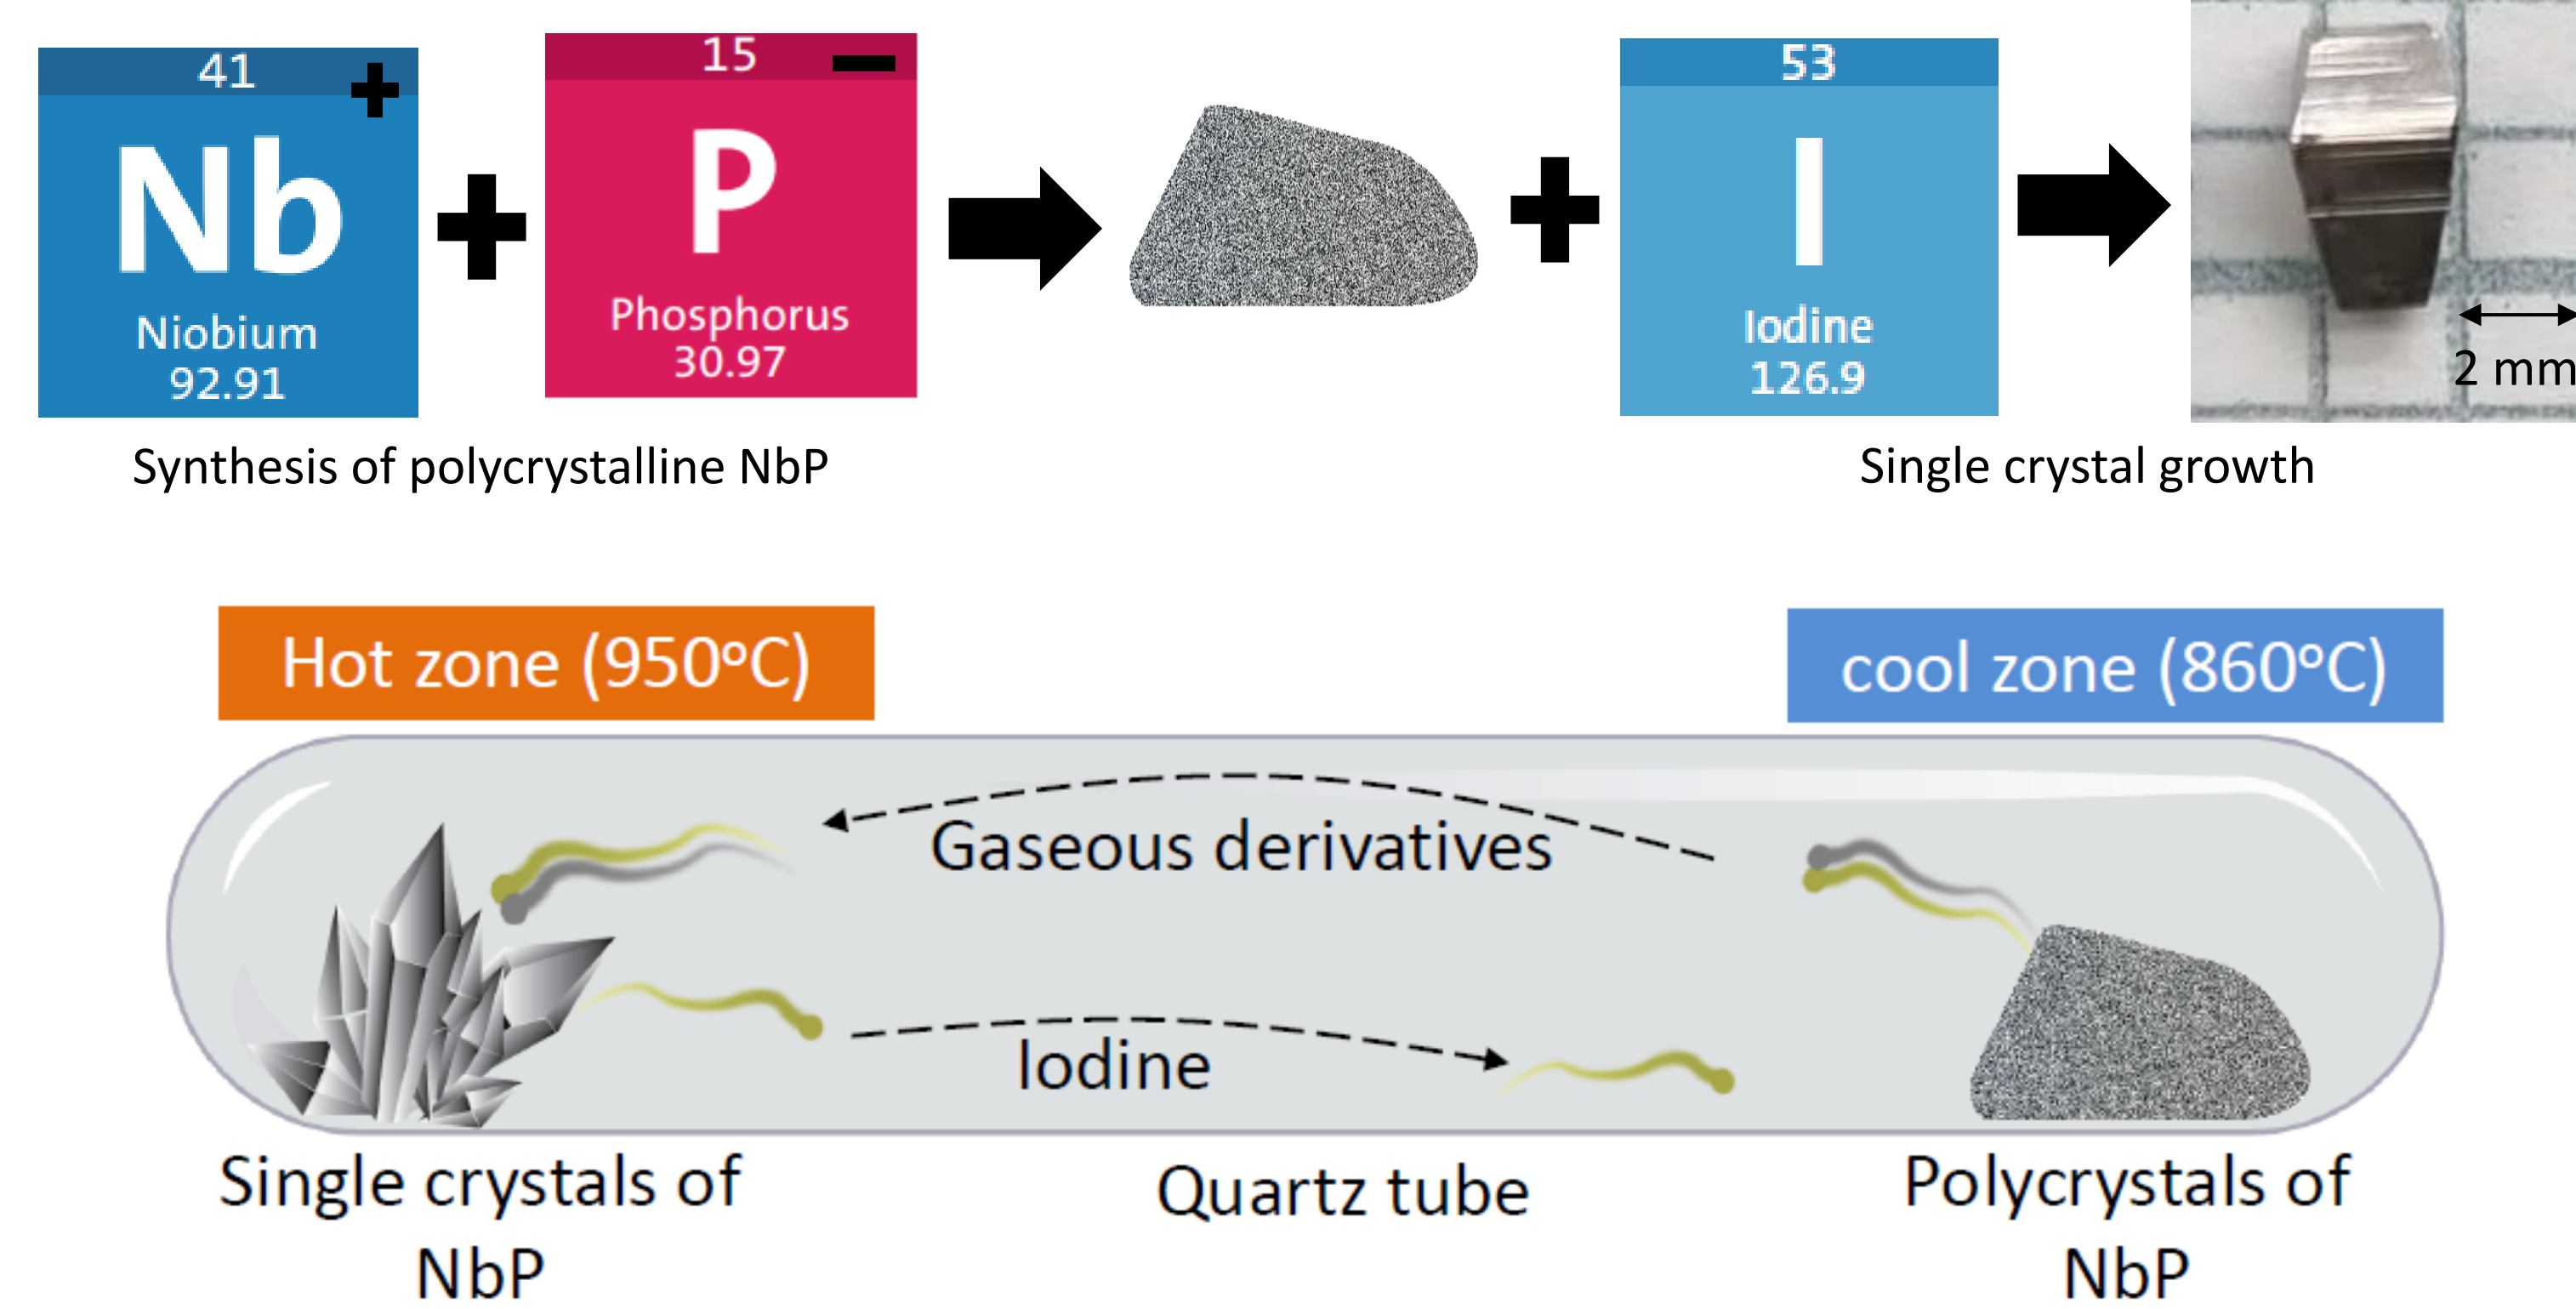 41
Nb
Niobium
92.91
15
P
Phosphorus
30.97
53
I
Iodine
126.9
2 mm
Synthesis of polycrystalline NbP
Single crystal growth
Hot zone (950°C)
cool zone (860°C)
Gaseous derivatives
Iodine
Single crystals of
NbP
Quartz tube
Polycrystals of
NbP